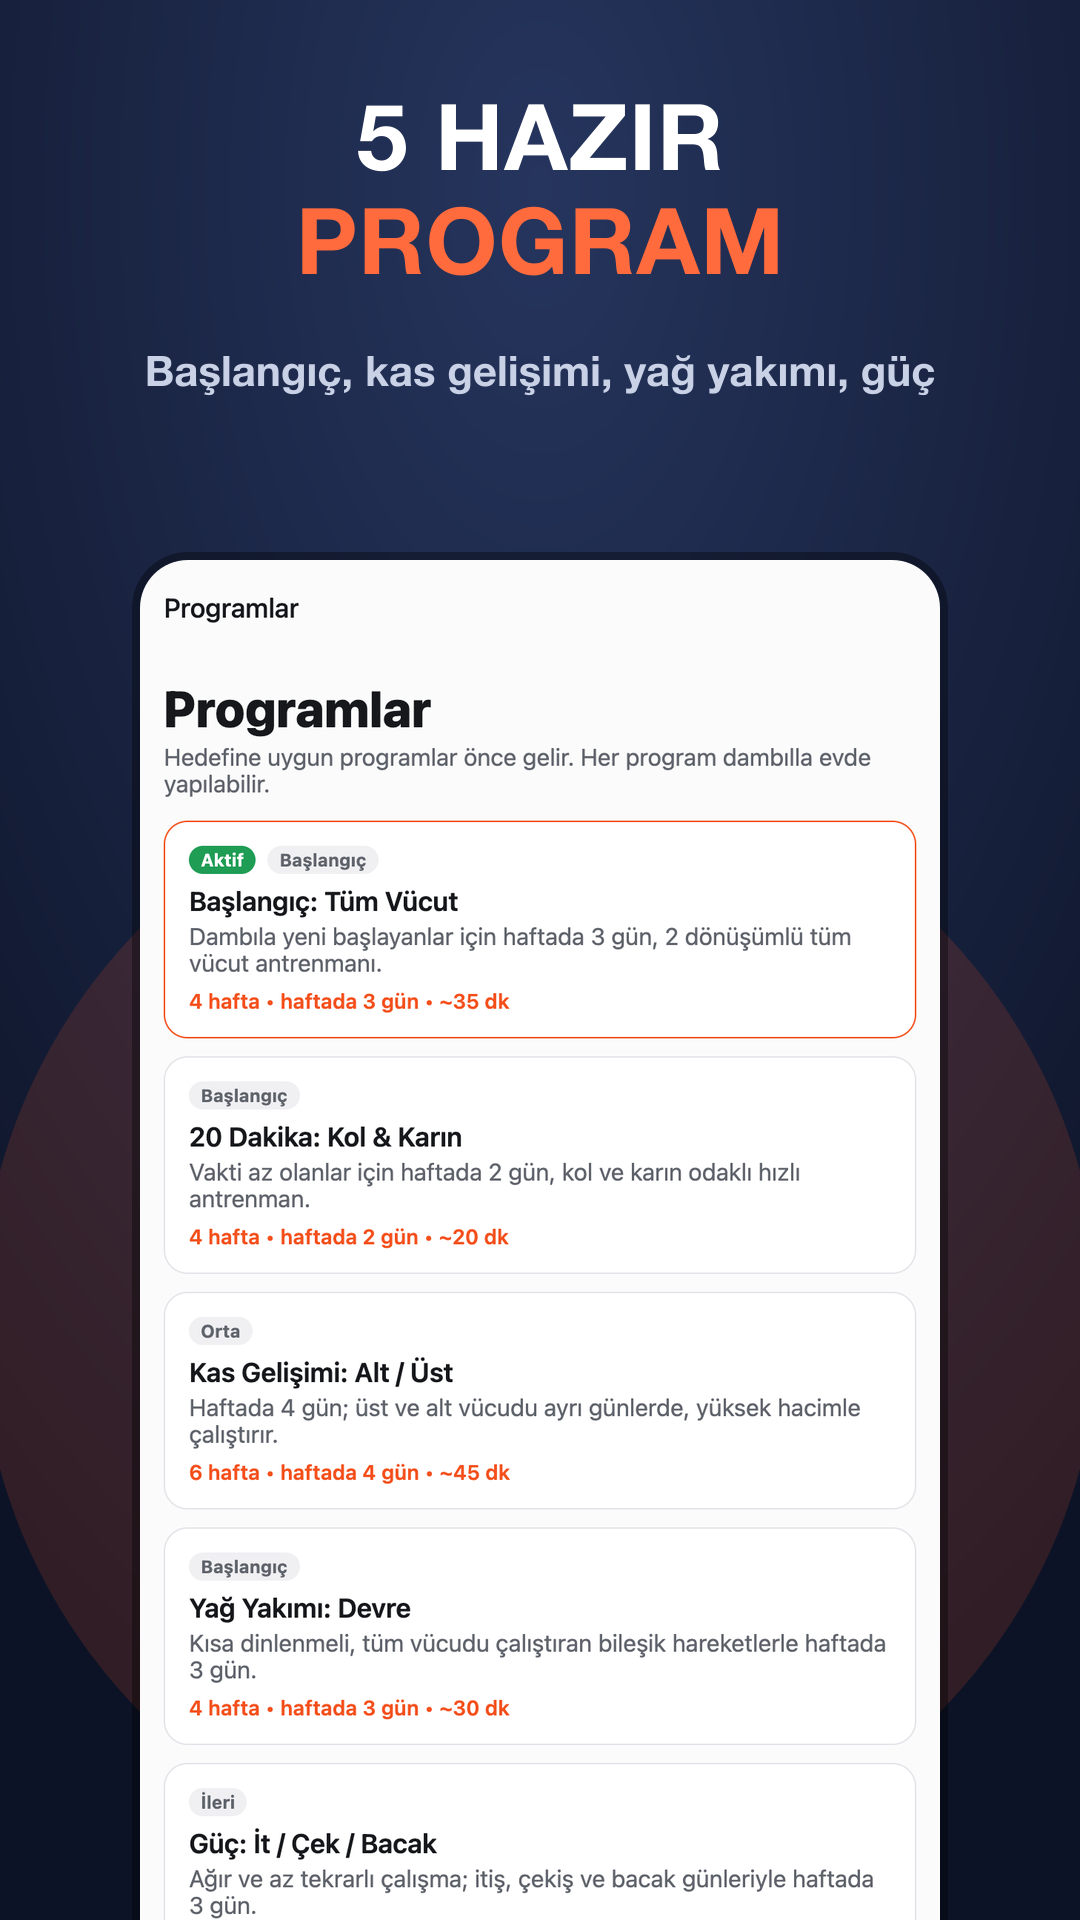 5 HAZIR
PROGRAM
Başlangıç, kas gelişimi, yağ yakımı, güç
Programlar
Programlar
Hedefine uygun programlar önce gelir. Her program dambılla evde
yapılabilir.
Aktif Başlangıç
Başlangıç: Tüm Vücut
Dambıla yeni başlayanlar için haftada 3 gün, 2 dönüşümlü tüm
vücut antrenmanı.
4 hafta • haftada 3 gün • ~35 dk
Başlangıç
20 Dakika: Kol & Karın
Vakti az olanlar için haftada 2 gün, kol ve karın odaklı hızlı
antrenman.
4 hafta • haftada 2 gün • ~20 dk
Orta
Kas Gelişimi: Alt / Üst
Haftada 4 gün; üst ve alt vücudu ayrı günlerde, yüksek hacimle
çalıştırır.
6 hafta • haftada 4 gün • ~45 dk
Başlangıç
Yağ Yakımı: Devre
Kısa dinlenmeli, tüm vücudu çalıştıran bileşik hareketlerle haftada
3 gün.
4 hafta • haftada 3 gün • ~30 dk
İleri
Güç: İt / Çek / Bacak
Ağır ve az tekrarlı çalışma; itiş, çekiş ve bacak günleriyle haftada
3 gün.